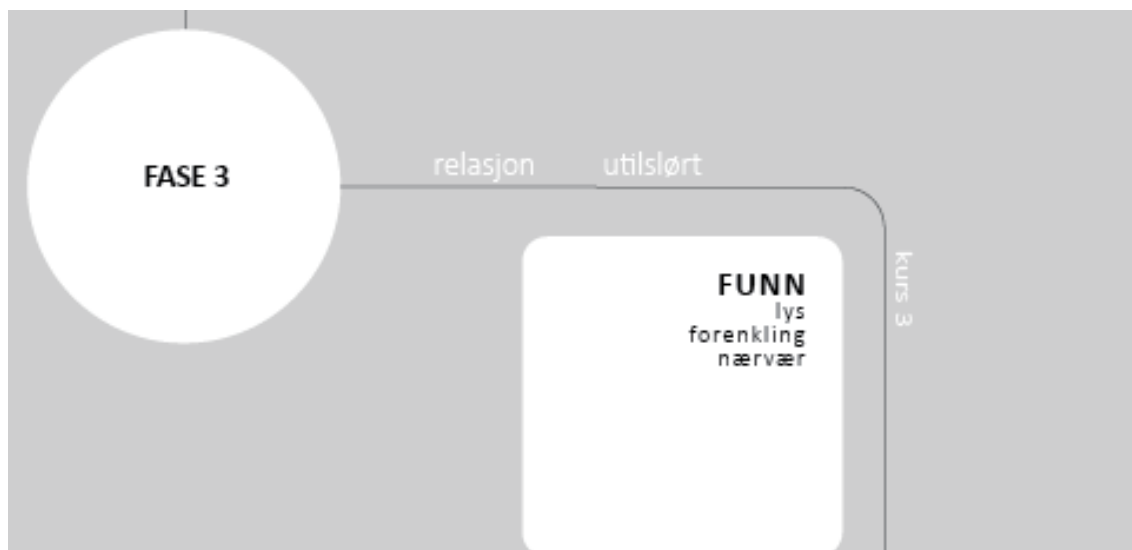 FASE 3
relasjon utilslørt
kurs 3
FUNN
lys
forenkling
nærvær